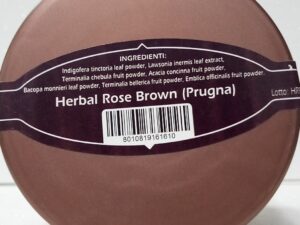 INGREDIENTI:
Indigofera tinctoria leaf powder, Lawsonia inermis leaf extract,
Terminalia chebula fruit powder, Acacia concinna fruit powder,
Bacopa monnieri leaf powder, Terminalia bellerica fruit powder, Emblica officinalis fruit powder.
Herbal Rose Brown (Prugna)
8010819161610
Lotto: HR